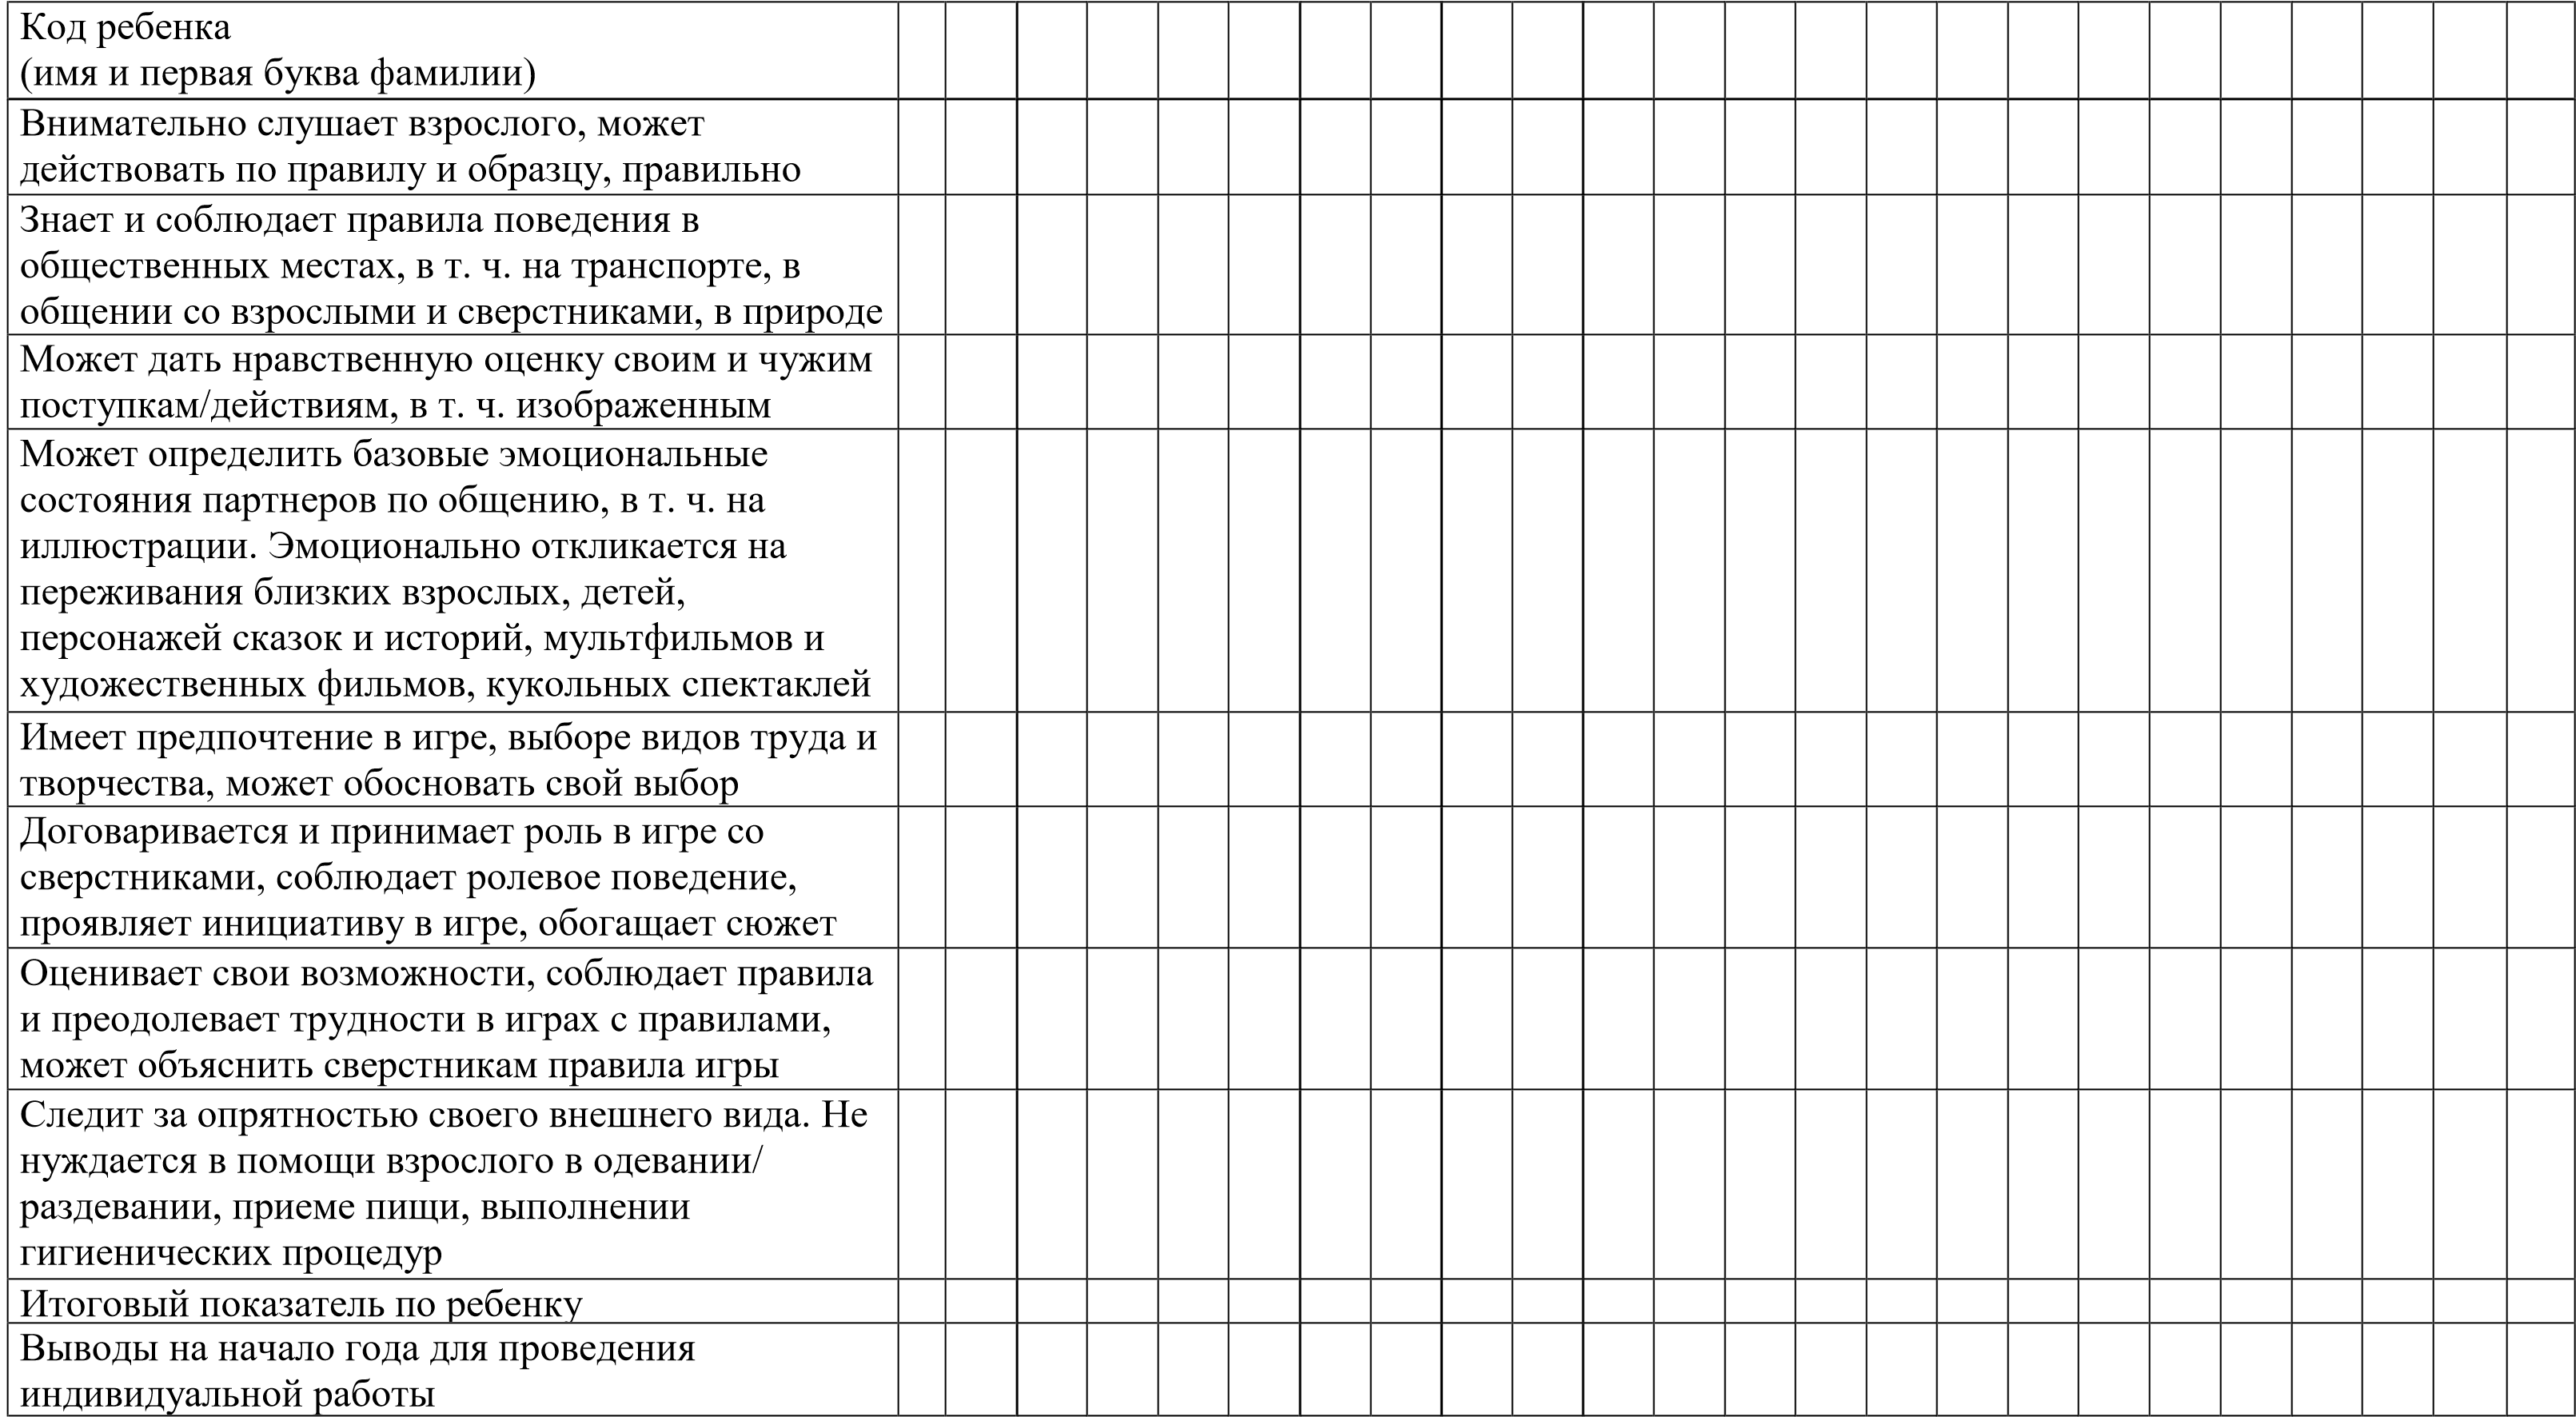 Код ребенка
(имя и первая буква фамилии)
Внимательно слушает взрослого, может
действовать по правилу и образцу, правильно
Знает и соблюдает правила поведения в
общественных местах, в т. ч. на транспорте, в
общении со взрослыми и сверстниками, в природе
Может дать нравственную оценку своим и чужим
поступкам/действиям, в т. ч. изображенным
Может определить базовые эмоциональные
состояния партнеров по общению, в т. ч. на
иллюстрации. Эмоционально откликается на
переживания близких взрослых, детей,
персонажей сказок и историй, мультфильмов и
художественных фильмов, кукольных спектаклей
Имеет предпочтение в игре, выборе видов труда и
творчества, может обосновать свой выбор
Договаривается и принимает роль в игре со
сверстниками, соблюдает ролевое поведение,
проявляет инициативу в игре, обогащает сюжет
Оценивает свои возможности, соблюдает правила
и преодолевает трудности в играх с правилами,
может объяснить сверстникам правила игры
Следит за опрятностью своего внешнего вида. Не
нуждается в помощи взрослого в одевании/
раздевании, приеме пищи, выполнении
гигиенических процедур
Итоговый показатель по ребенку
Выводы на начало года для проведения
индивидуальной работы